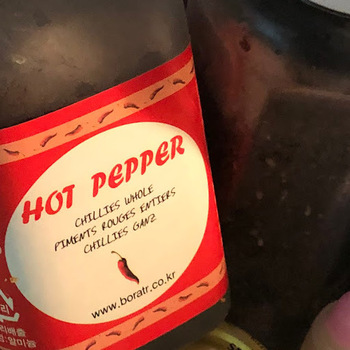 HOT PEPPER
CHILLIES WHOLE
PIMENTS ROUGES ENTIERS
CHILLIES GANZ
www.boratr.co.kr